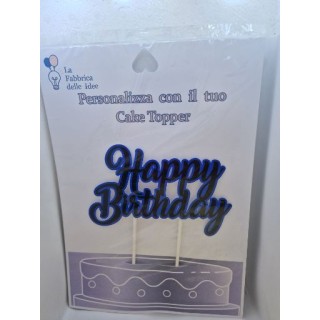 La
Fabbrica
delle idee
Personalizza con il tuo
Cake Topper
Happy
Birthday